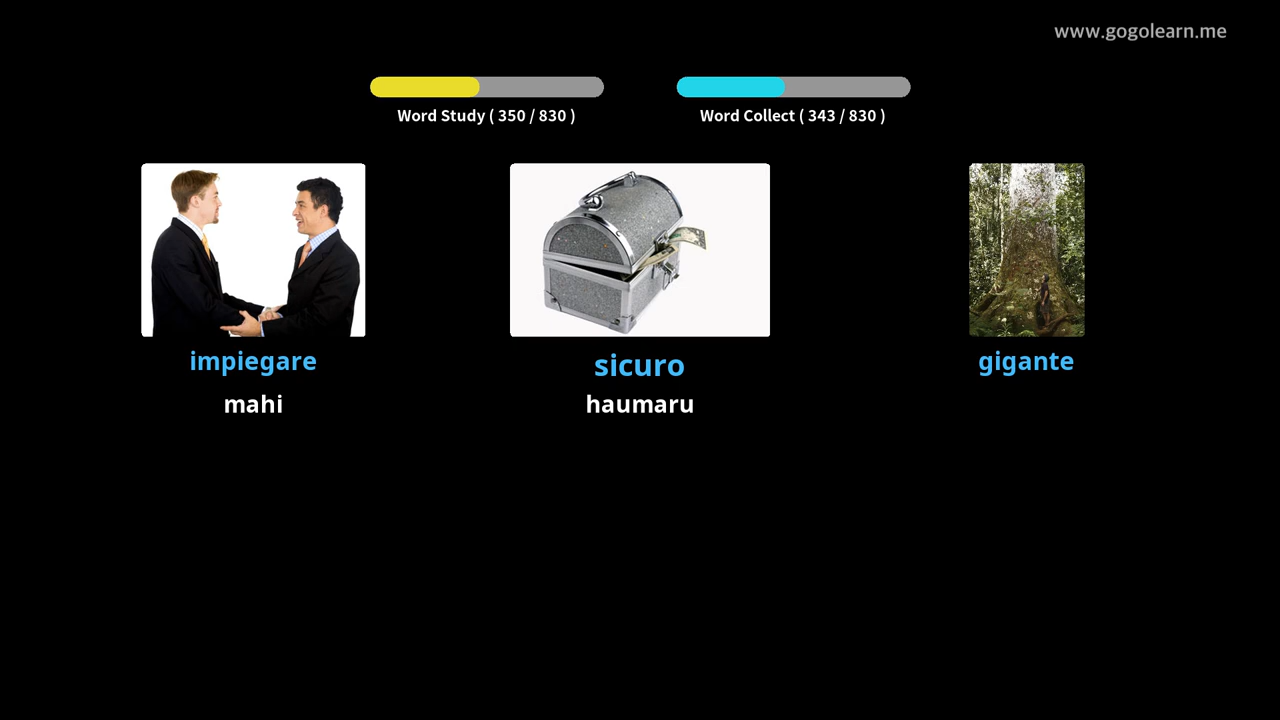 www.gogolearn.me
Word Study ( 350 / 830 )
Word Collect ( 343 / 830 )
impiegare
mahi
sicuro
haumaru
gigante